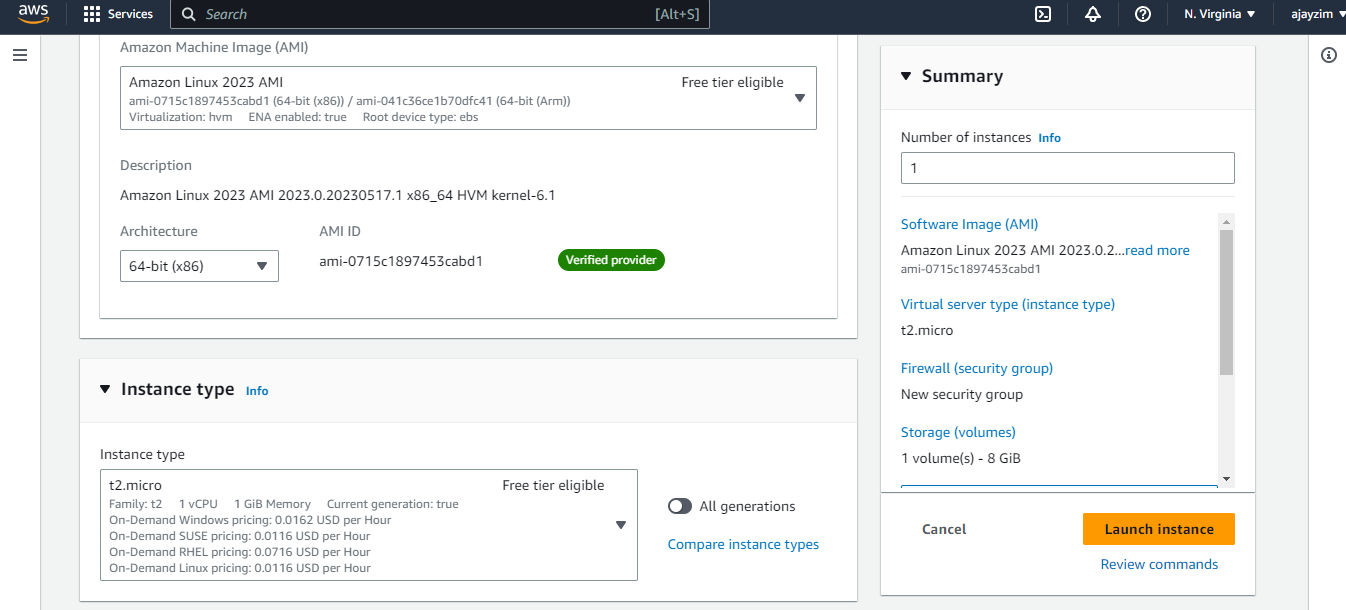 aws
Services
Search
[Alt+S]
N. Virginia
ajayzim
Amazon Machine Image (AMI)
Amazon Linux 2023 AMI
Free tier eligible
ami-0715c1897453cabd1 (64-bit (x86)) / ami-041c36ce1b70dfc41 (64-bit (Arm))
Virtualization: hvm ENA enabled: true Root device type: ebs
Description
Amazon Linux 2023 AMI 2023.0.20230517.1 x86_64 HVM kernel-6.1
Architecture
AMI ID
64-bit (x86)
ami-0715c1897453cabd1
Verified provider
Instance type Info
Instance type
t2.micro
Free tier eligible
Family: t2 1 vCPU 1 GiB Memory Current generation: true
On-Demand Windows pricing: 0.0162 USD per Hour
On-Demand SUSE pricing: 0.0116 USD per Hour
On-Demand RHEL pricing: 0.0716 USD per Hour
On-Demand Linux pricing: 0.0116 USD per Hour
All generations
Compare instance types
Summary
Number of instances Info
1
Software Image (AMI)
Amazon Linux 2023 AMI 2023.0.2...read more
ami-0715c1897453cabd1
Virtual server type (instance type)
t2.micro
Firewall (security group)
New security group
Storage (volumes)
1 volume(s) - 8 GiB
Cancel
Launch instance
Review commands